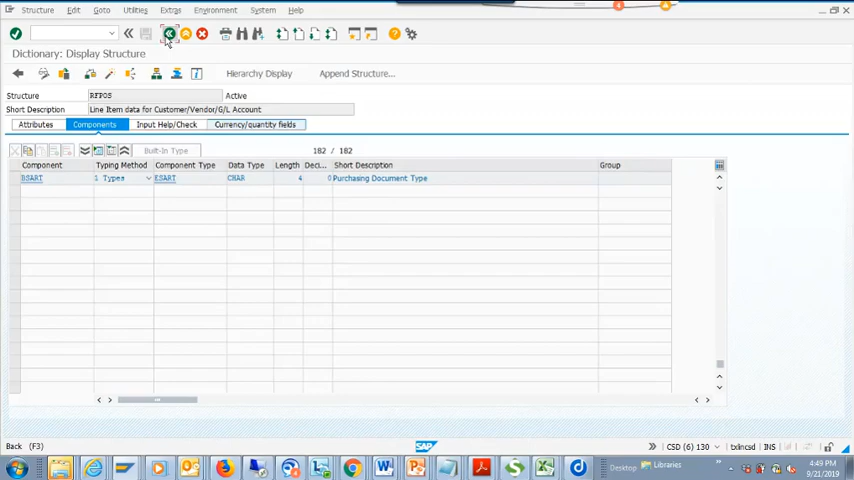 Structure Edit Goto Utilities Extras Environment System Help
Dictionary: Display Structure
Hierarchy Display Append Structure...
Structure RFPOS Active
Short Description Line Item data for Customer/Vendor/G/L Account
Attributes Components Input Help/Check Currency/quantity fields
Built-In Type 182 / 182
Component Typing Method Component Type Data Type Length Deci... Short Description Group
BSART 1 Types ESART CHAR 4 0 Purchasing Document Type
Back (F3) SAP CSD (6) 130 txlncsd INS
Desktop Libraries 4:49 PM
9/21/2019